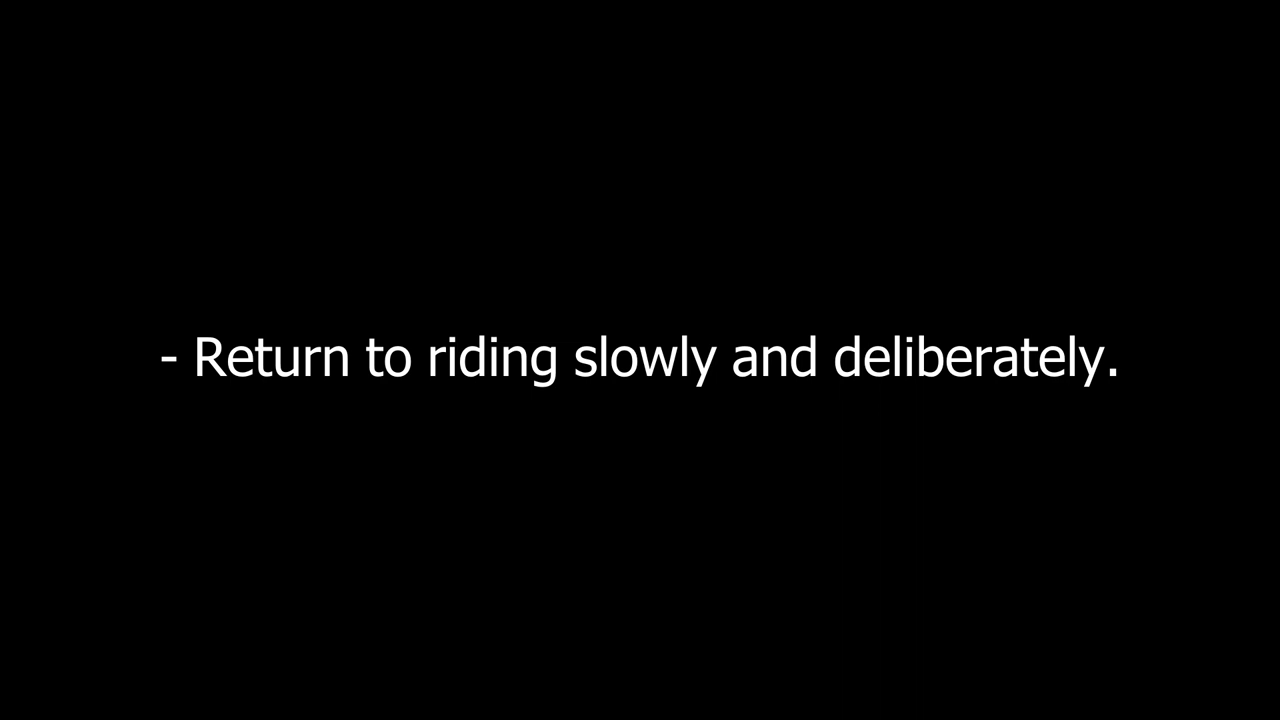 - Return to riding slowly and deliberately.